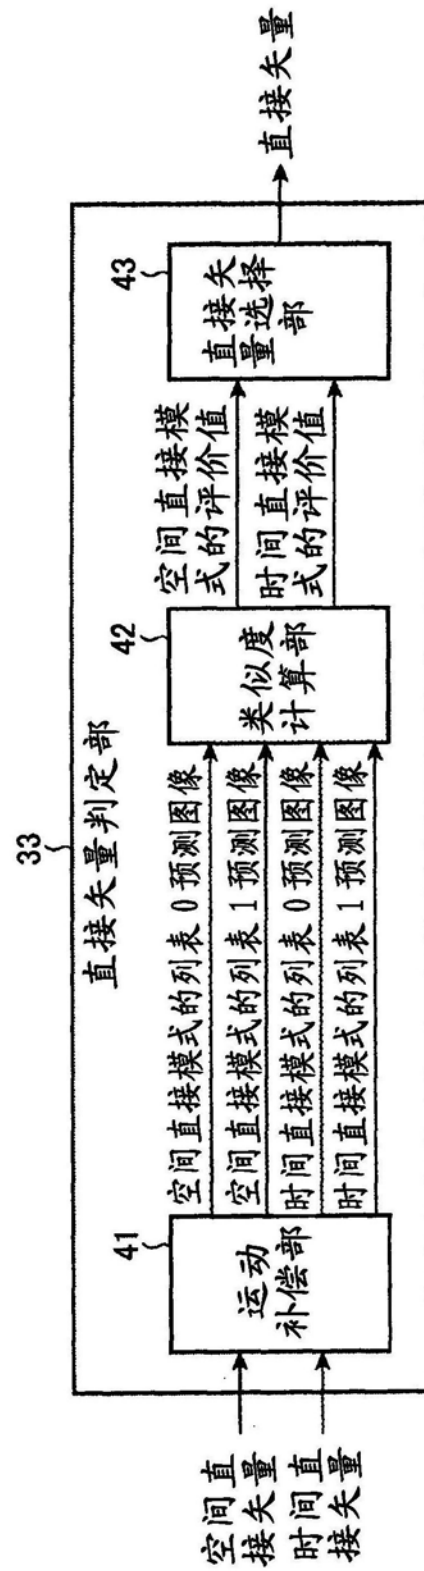 33
直接矢量判定部
空间直
接矢量
时间直
接矢量
41
运动
补偿部
空间直接模式的列表 0 预测图像
空间直接模式的列表 1 预测图像
时间直接模式的列表 0 预测图像
时间直接模式的列表 1 预测图像
42
类似度
计算部
空间直接模
式的评价值
时间直接模
式的评价值
43
直接矢
量选择
部
直接矢量